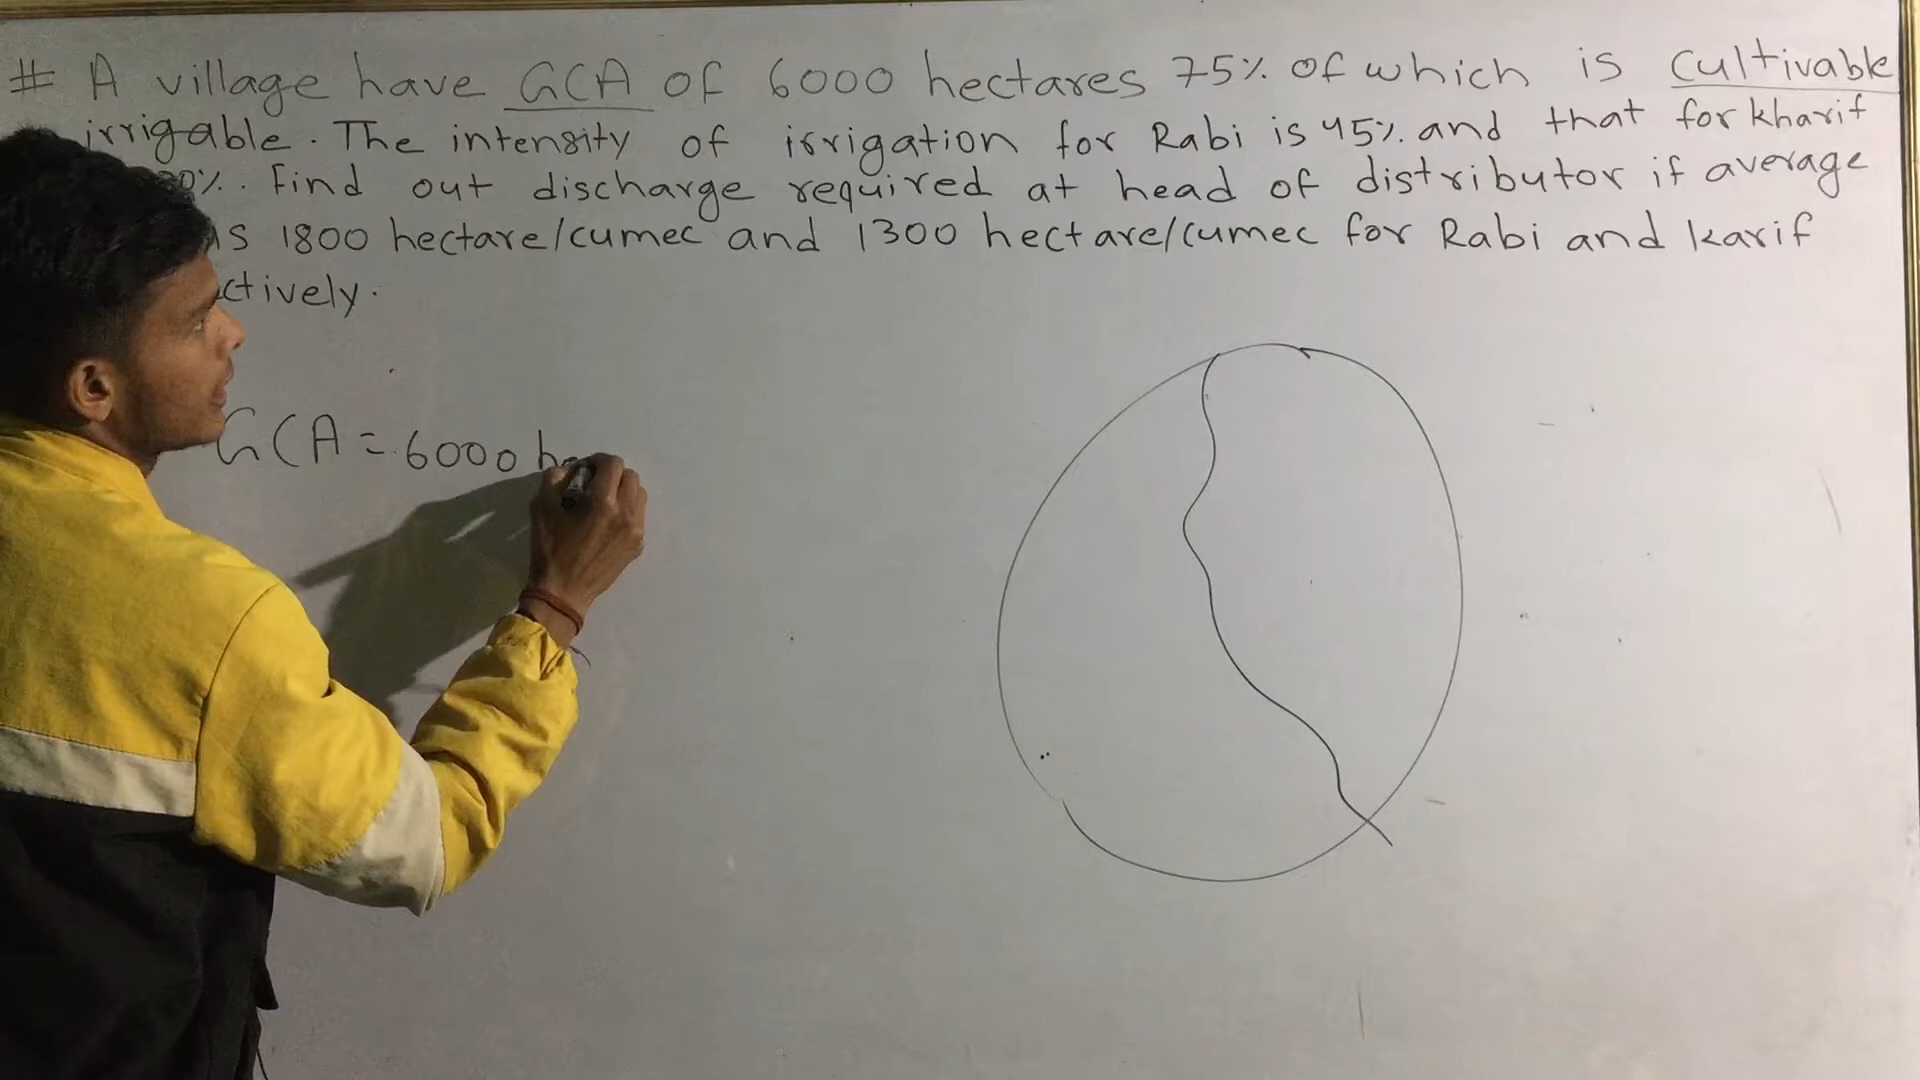 # A village have GCA of 6000 hectares 75% of which is cultivable
irrigable. The intensity of irrigation for Rabi is 45% and that for kharif
0%. Find out discharge required at head of distributor if average
is 1800 hectare/cumec and 1300 hectare/cumec for Rabi and karif
ctively.
GCA = 6000